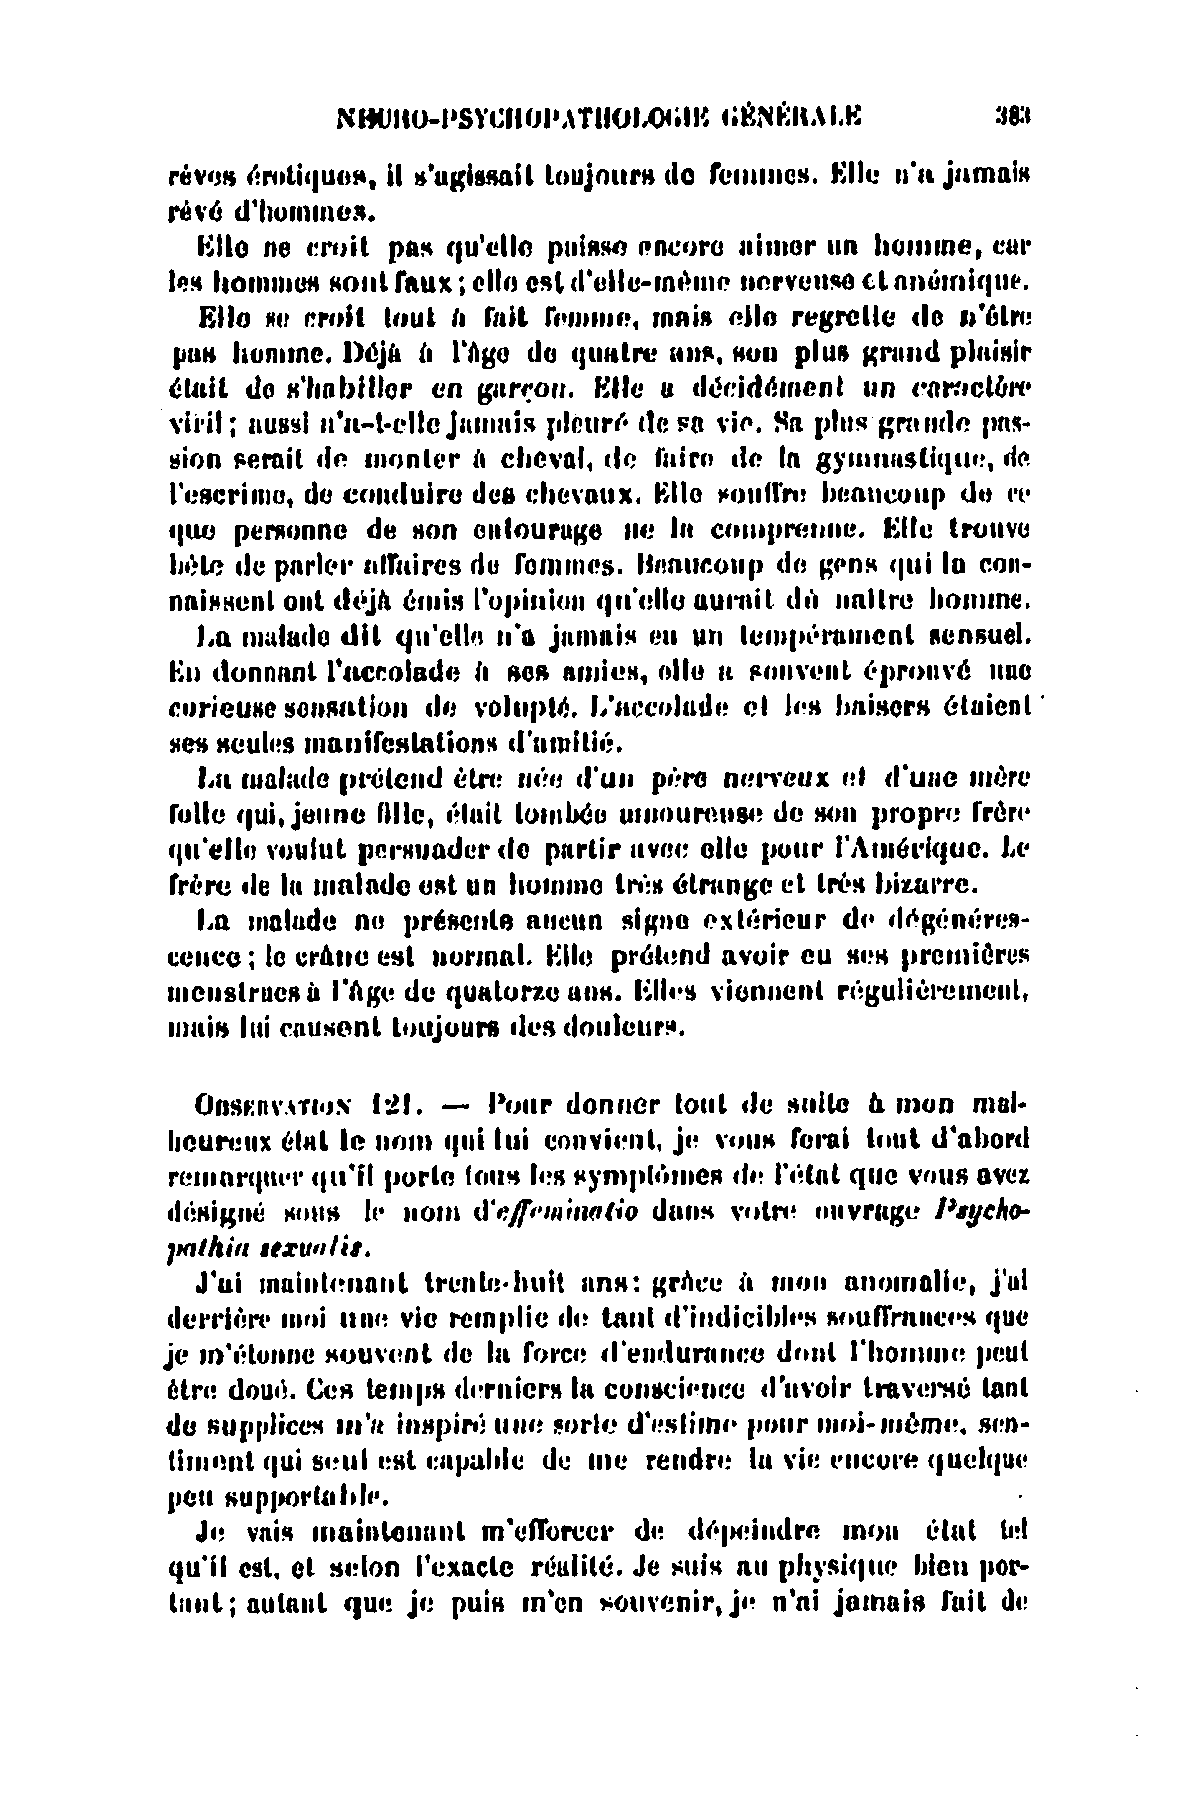 NEURO-PSYCHOPATHOLOGIE GÉNÉRALE 383
rêves érotiques, il s'agissait toujours de femmes. Elle n'a jamais
rêvé d'hommes.
Elle ne croit pas qu'elle puisse encore aimer un homme, car
les hommes sont faux ; elle est d'elle-même nerveuse et anémique.
Elle se croit tout à fait femme, mais elle regrette de n'être
pas homme. Déjà à l'âge de quatre ans, son plus grand plaisir
était de s'habiller en garçon. Elle a décidément un caractère
viril ; aussi n'a-t-elle jamais pleuré de sa vie. Sa plus grande pas-
sion serait de monter à cheval, de faire de la gymnastique, de
l'escrime, de conduire des chevaux. Elle souffre beaucoup de ce
que personne de son entourage ne la comprenne. Elle trouve
bête de parler affaires de femmes. Beaucoup de gens qui la con-
naissent ont déjà émis l'opinion qu'elle aurait dû naître homme.
La malade dit qu'elle n'a jamais eu un tempérament sensuel.
En donnant l'accolade à ses amies, elle a souvent éprouvé une
curieuse sensation de volupté. L'accolade et les baisers étaient
ses seules manifestations d'amitié.
La malade prétend être née d'un père nerveux et d'une mère
folle qui, jeune fille, était tombée amoureuse de son propre frère
qu'elle voulut persuader de partir avec elle pour l'Amérique. Le
frère de la malade est un homme très étrange et très bizarre.
La malade ne présente aucun signe extérieur de dégénéres-
cence ; le crâne est normal. Elle prétend avoir eu ses premières
menstrues à l'âge de quatorze ans. Elles viennent régulièrement,
mais lui causent toujours des douleurs.
OBSERVATION 121. — Pour donner tout de suite à mon mal-
heureux état le nom qui lui convient, je vous ferai tout d'abord
remarquer qu'il porte tous les symptômes de l'état que vous avez
désigné sous le nom d'effeminatio dans votre ouvrage Psycho-
pathia sexualis.
J'ai maintenant trente-huit ans : grâce à mon anomalie, j'ai
derrière moi une vie remplie de tant d'indicibles souffrances que
je m'étonne souvent de la force d'endurance dont l'homme peut
être doué. Ces temps derniers la conscience d'avoir traversé tant
de supplices m'a inspiré une sorte d'estime pour moi-même, sen-
timent qui seul est capable de me rendre la vie encore quelque
peu supportable.
Je vais maintenant m'efforcer de dépeindre mon état tel
qu'il est, et selon l'exacte réalité. Je suis au physique bien por-
tant ; autant que je puis m'en souvenir, je n'ai jamais fait de